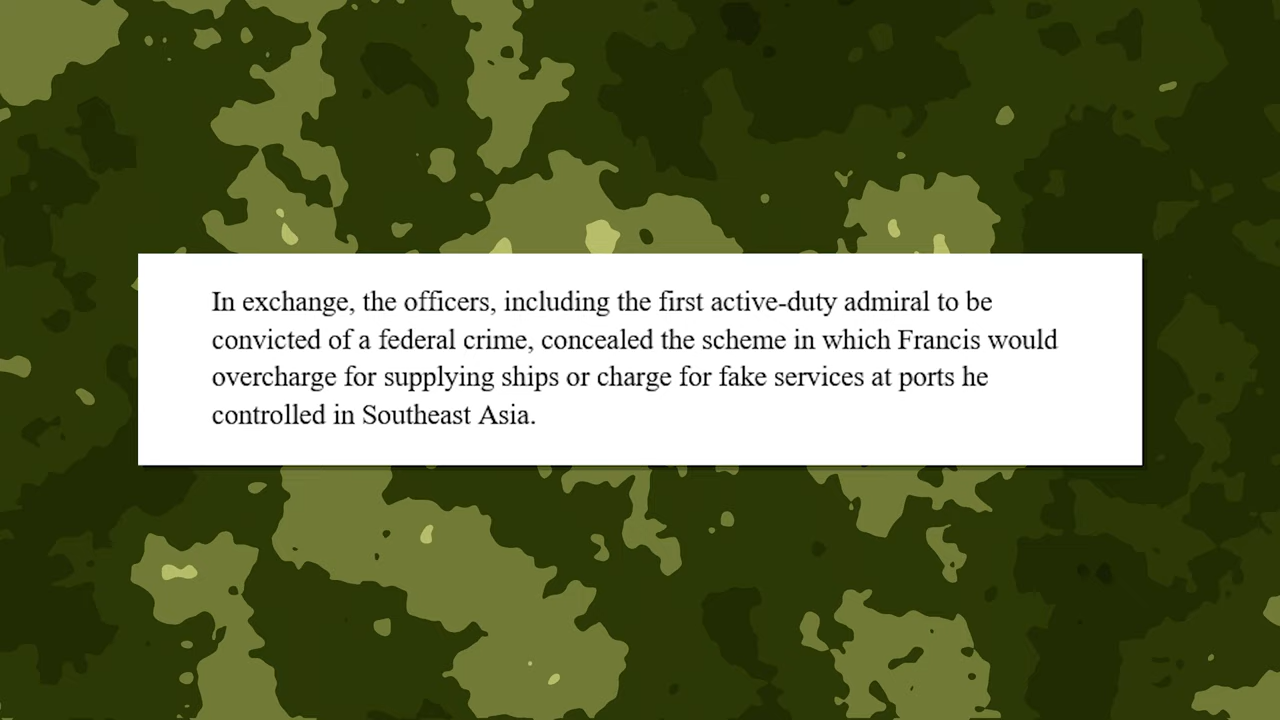 In exchange, the officers, including the first active-duty admiral to be
convicted of a federal crime, concealed the scheme in which Francis would
overcharge for supplying ships or charge for fake services at ports he
controlled in Southeast Asia.